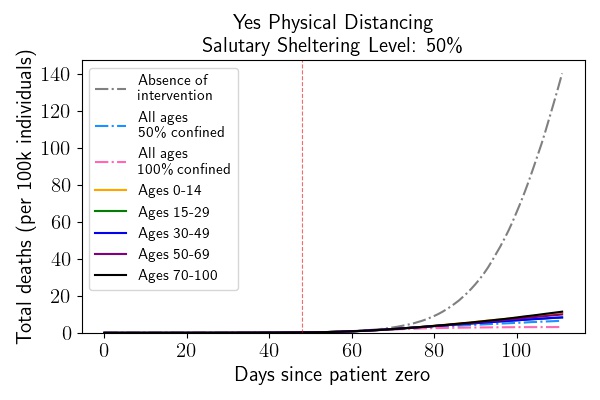 Yes Physical Distancing
Salutary Sheltering Level: 50%
Total deaths (per 100k individuals)
140
120
100
80
60
40
20
0
Absence of
intervention
All ages
50% confined
All ages
100% confined
Ages 0-14
Ages 15-29
Ages 30-49
Ages 50-69
Ages 70-100
0
20
40
60
80
100
Days since patient zero